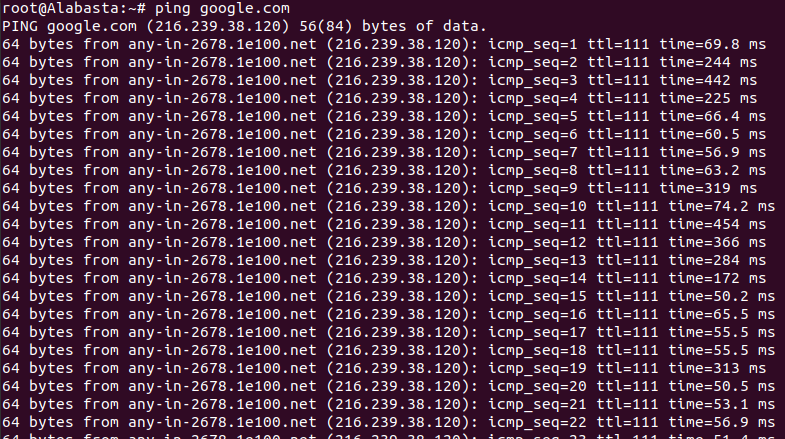 root@Alabasta:~# ping google.com
PING google.com (216.239.38.120) 56(84) bytes of data.
64 bytes from any-in-2678.1e100.net (216.239.38.120): icmp_seq=1 ttl=111 time=69.8 ms
64 bytes from any-in-2678.1e100.net (216.239.38.120): icmp_seq=2 ttl=111 time=244 ms
64 bytes from any-in-2678.1e100.net (216.239.38.120): icmp_seq=3 ttl=111 time=442 ms
64 bytes from any-in-2678.1e100.net (216.239.38.120): icmp_seq=4 ttl=111 time=225 ms
64 bytes from any-in-2678.1e100.net (216.239.38.120): icmp_seq=5 ttl=111 time=66.4 ms
64 bytes from any-in-2678.1e100.net (216.239.38.120): icmp_seq=6 ttl=111 time=60.5 ms
64 bytes from any-in-2678.1e100.net (216.239.38.120): icmp_seq=7 ttl=111 time=56.9 ms
64 bytes from any-in-2678.1e100.net (216.239.38.120): icmp_seq=8 ttl=111 time=63.2 ms
64 bytes from any-in-2678.1e100.net (216.239.38.120): icmp_seq=9 ttl=111 time=319 ms
64 bytes from any-in-2678.1e100.net (216.239.38.120): icmp_seq=10 ttl=111 time=74.2 ms
64 bytes from any-in-2678.1e100.net (216.239.38.120): icmp_seq=11 ttl=111 time=454 ms
64 bytes from any-in-2678.1e100.net (216.239.38.120): icmp_seq=12 ttl=111 time=366 ms
64 bytes from any-in-2678.1e100.net (216.239.38.120): icmp_seq=13 ttl=111 time=284 ms
64 bytes from any-in-2678.1e100.net (216.239.38.120): icmp_seq=14 ttl=111 time=172 ms
64 bytes from any-in-2678.1e100.net (216.239.38.120): icmp_seq=15 ttl=111 time=50.2 ms
64 bytes from any-in-2678.1e100.net (216.239.38.120): icmp_seq=16 ttl=111 time=65.5 ms
64 bytes from any-in-2678.1e100.net (216.239.38.120): icmp_seq=17 ttl=111 time=55.5 ms
64 bytes from any-in-2678.1e100.net (216.239.38.120): icmp_seq=18 ttl=111 time=55.5 ms
64 bytes from any-in-2678.1e100.net (216.239.38.120): icmp_seq=19 ttl=111 time=313 ms
64 bytes from any-in-2678.1e100.net (216.239.38.120): icmp_seq=20 ttl=111 time=50.5 ms
64 bytes from any-in-2678.1e100.net (216.239.38.120): icmp_seq=21 ttl=111 time=53.1 ms
64 bytes from any-in-2678.1e100.net (216.239.38.120): icmp_seq=22 ttl=111 time=56.9 ms